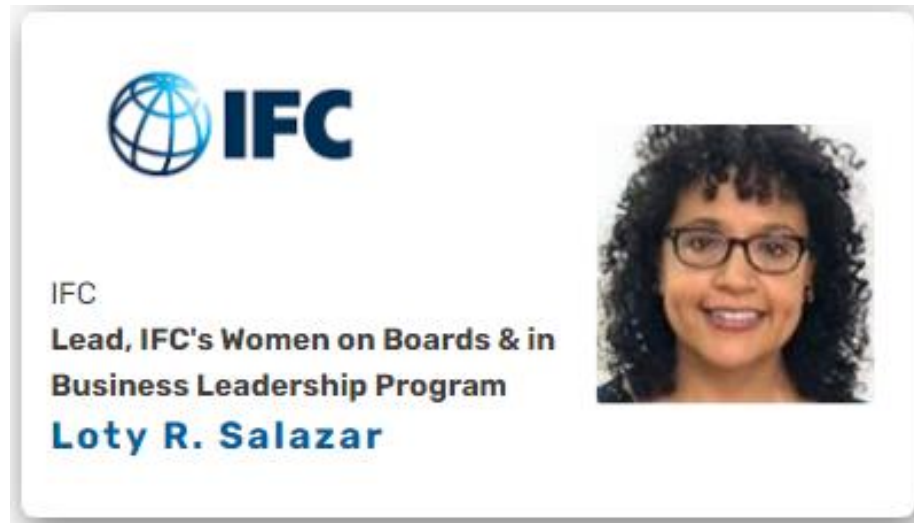 IFC
IFC
Lead, IFC's Women on Boards & in
Business Leadership Program
Loty R. Salazar